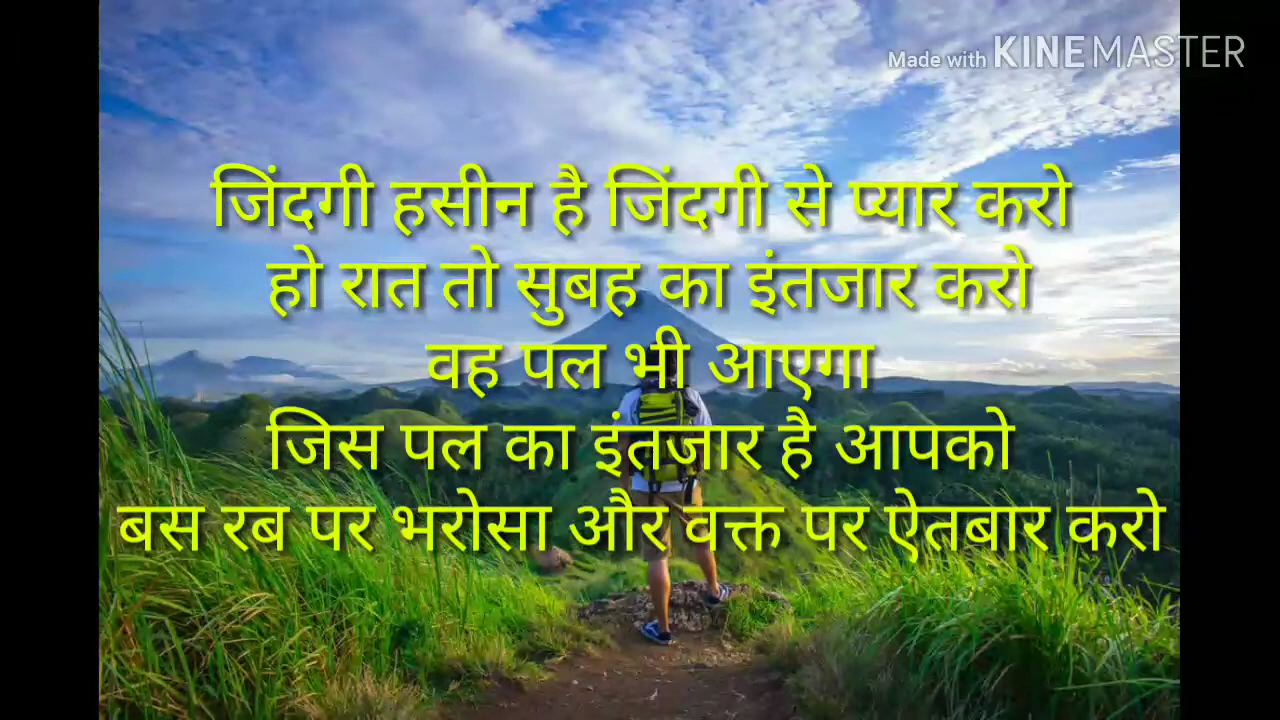 Made with KINEMASTER
जिंदगी हसीन है जिंदगी से प्यार करो
हो रात तो सुबह का इंतजार करो
वह पल भी आएगा
जिस पल का इंतजार है आपको
बस रब पर भरोसा और वक्त पर ऐतबार करो